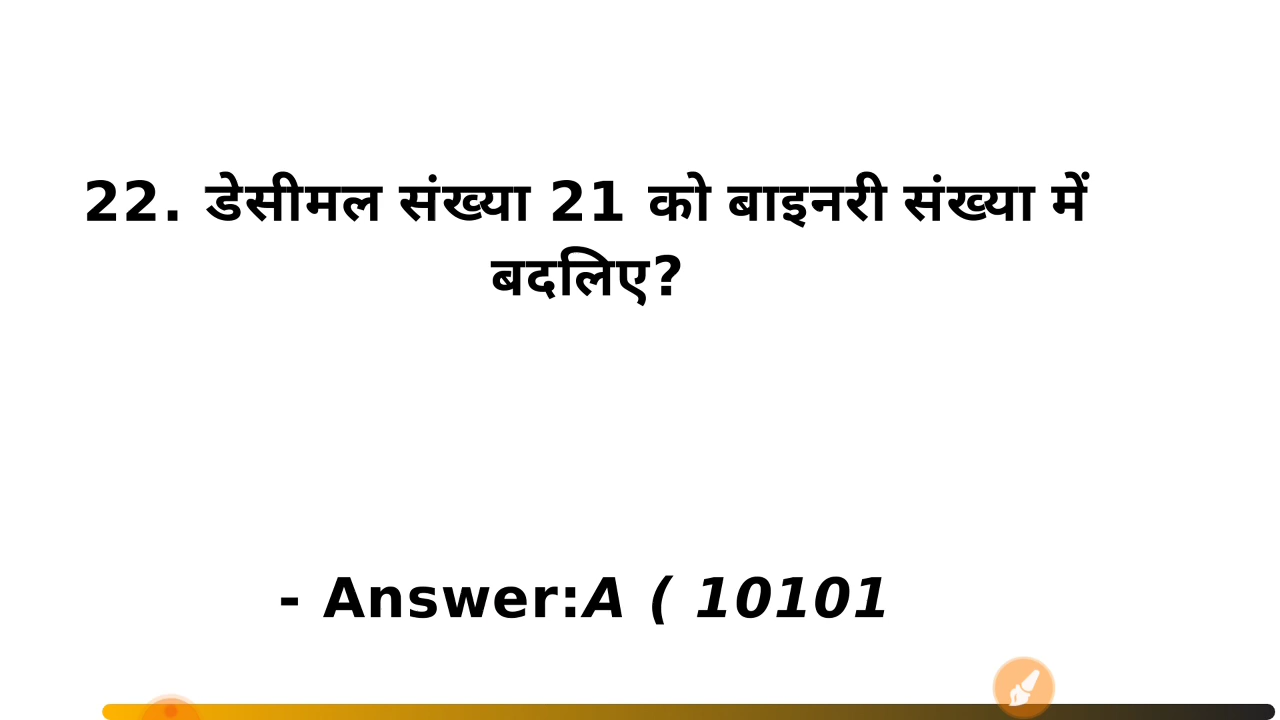 22. डेसीमल संख्या 21 को बाइनरी संख्या में
बदलिए?
- Answer:A ( 10101